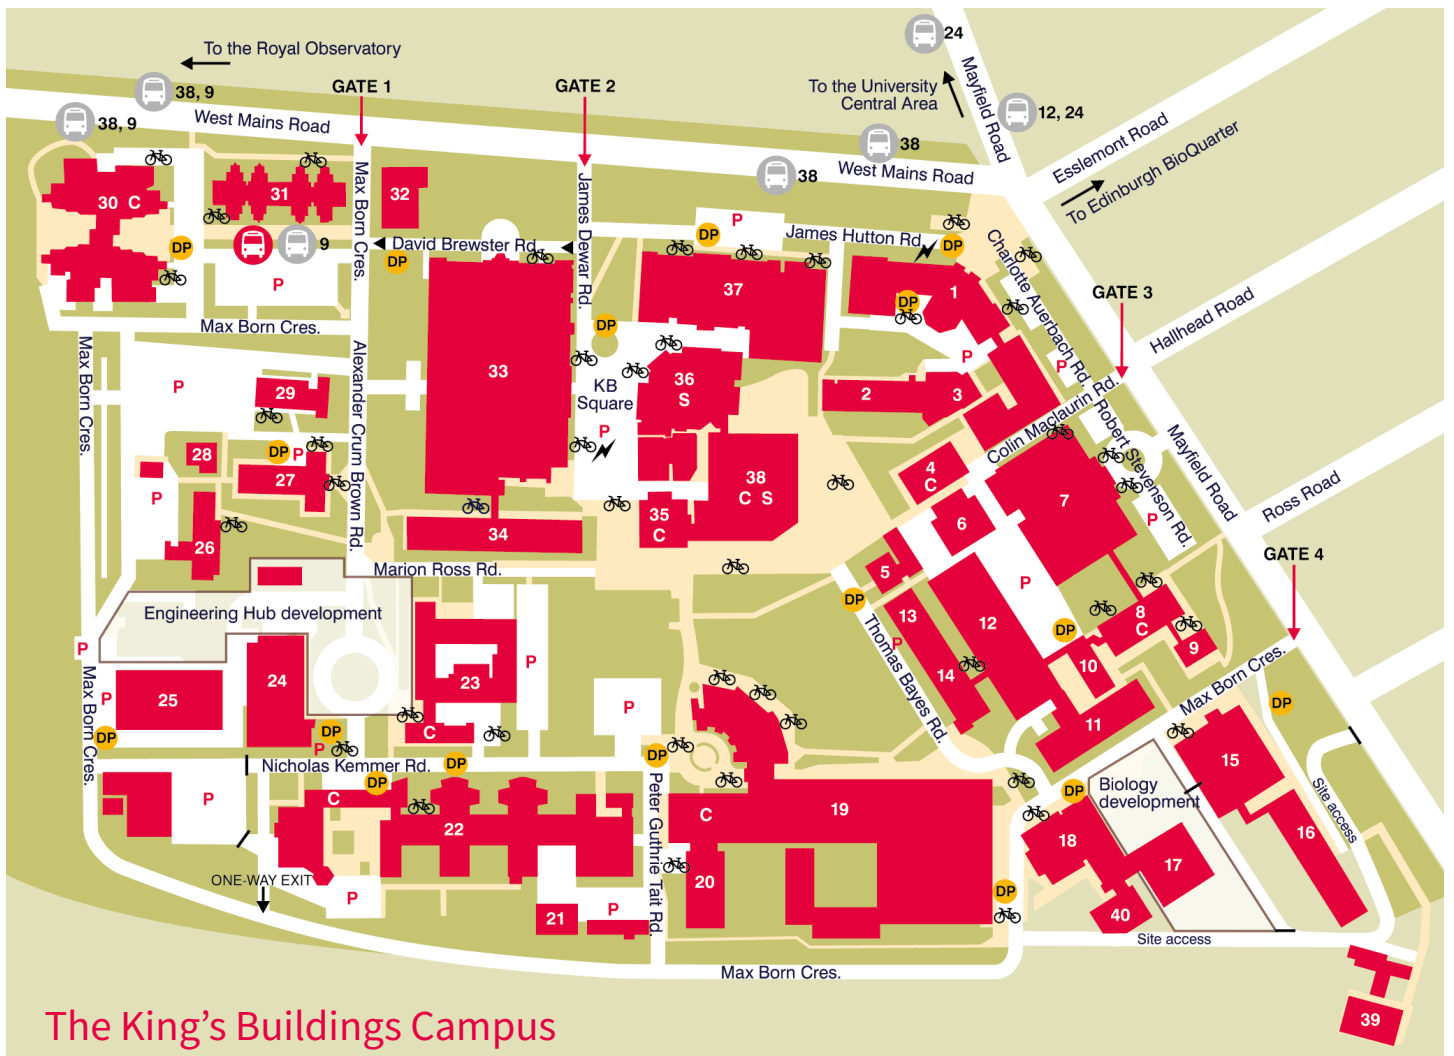 24
To the Royal Observatory
Mayfield Road
GATE 1
GATE 2
To the University
Central Area
38, 9
12, 24
38, 9
West Mains Road
38
Esslemont Road
To Edinburgh BioQuarter
38
West Mains Road
30 C
31
32
Max Born Cres.
James Dewar Rd.
P
DP
James Hutton Rd.
DP
DP
9
David Brewster Rd.
DP
Charlotte Auerbach Rd.
P
37
1
DP
GATE 3
Hallhead Road
Max Born Cres.
DP
Max Born Cres.
Alexander Crum Brown Rd.
33
P
P
P
29
KB
Square
36
S
2
3
Colin Maclaurin Rd.
Robert Stevenson Rd.
Mayfield Road
P
28
DP
P
27
P
38
C S
4
C
7
Ross Road
35
C
6
P
26
34
GATE 4
Marion Ross Rd.
5
P
DP
Engineering Hub development
13
P
12
8
C
DP
9
Thomas Bayes Rd.
P
23
P
10
Max Born Cres.
24
14
25
P
Max Born Cres.
P
11
DP
DP
C
DP
P
DP
15
Nicholas Kemmer Rd.
DP
DP
DP
Biology
development
Site access
P
C
22
Peter Guthrie Tait Rd.
C
19
18
16
17
ONE-WAY EXIT
20
DP
P
P
21
40
Site access
Max Born Cres.
39
The King's Buildings Campus